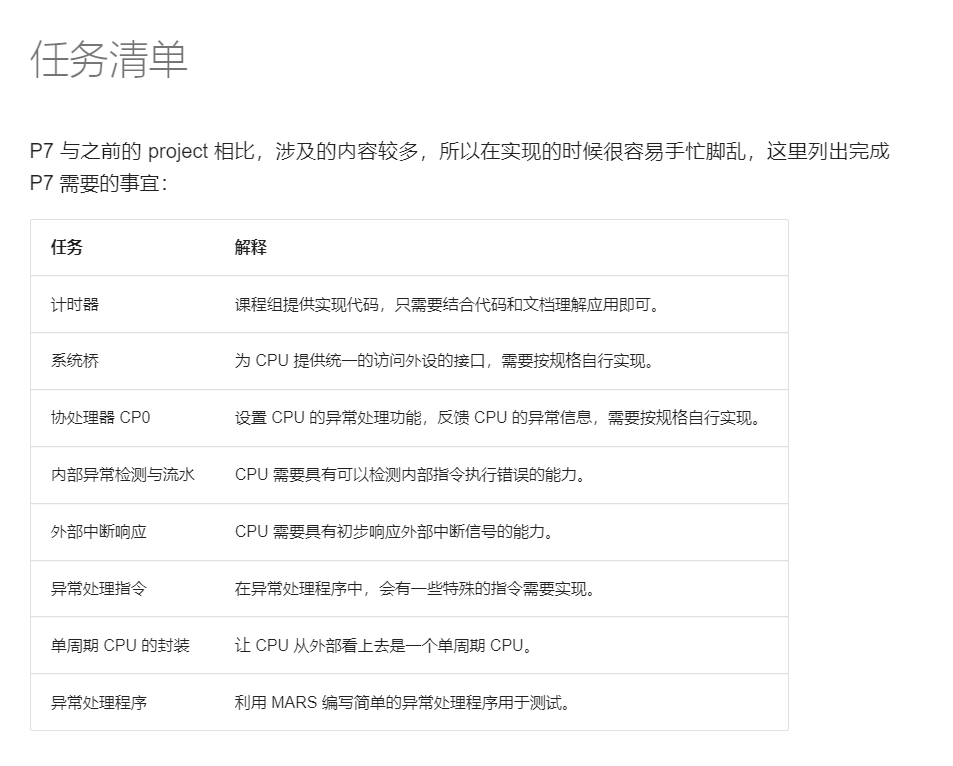 任务清单
P7 与之前的 project 相比，涉及的内容较多，所以在实现的时候很容易手忙脚乱，这里列出完成
P7 需要的事宜：
任务 解释
计时器 课程组提供实现代码，只需要结合代码和文档理解应用即可。
系统桥 为 CPU 提供统一的访问外设的接口，需要按规格自行实现。
协处理器 CP0 设置 CPU 的异常处理功能，反馈 CPU 的异常信息，需要按规格自行实现。
内部异常检测与流水 CPU 需要具有可以检测内部指令执行错误的能力。
外部中断响应 CPU 需要具有初步响应外部中断信号的能力。
异常处理指令 在异常处理程序中，会有一些特殊的指令需要实现。
单周期 CPU 的封装 让 CPU 从外部看上去是一个单周期 CPU。
异常处理程序 利用 MARS 编写简单的异常处理程序用于测试。